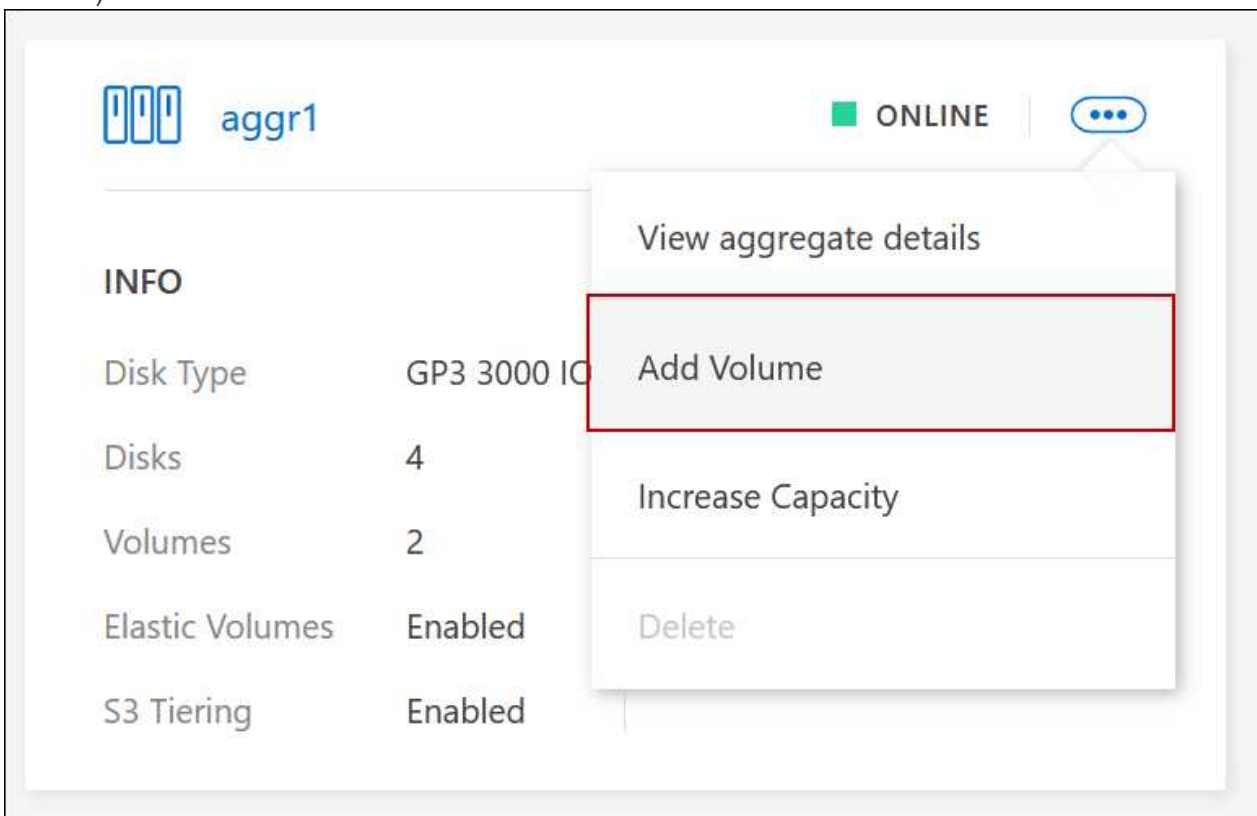 aggr1
ONLINE
View aggregate details
INFO
Disk Type GP3 3000 IO
Add Volume
Disks 4
Increase Capacity
Volumes 2
Elastic Volumes Enabled
Delete
S3 Tiering Enabled